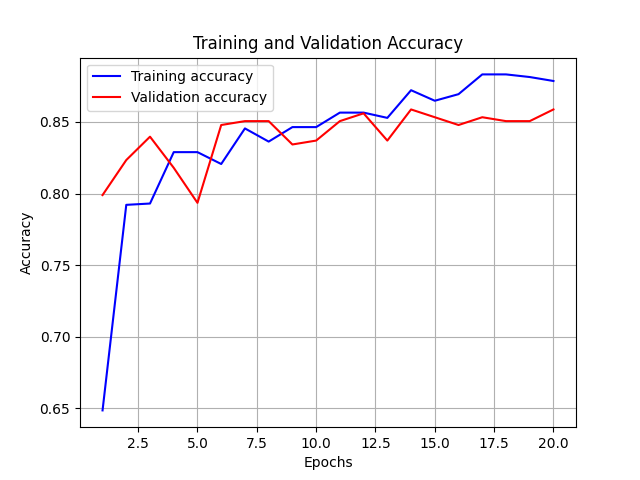 Training and Validation Accuracy
Training accuracy
Validation accuracy
0.85
0.80
0.75
0.70
0.65
Accuracy
2.5 5.0 7.5 10.0 12.5 15.0 17.5 20.0
Epochs